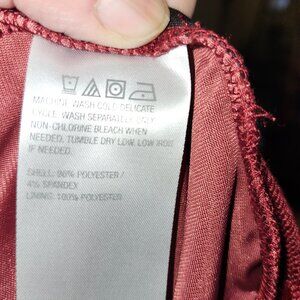 MACHINE WASH COLD DELICATE
CYCLE. WASH SEPARATELY. ONLY
NON-CHLORINE BLEACH WHEN
NEEDED. TUMBLE DRY LOW. LOW IRON
IF NEEDED.
SHELL: 96% POLYESTER/
4% SPANDEX
LINING: 100% POLYESTER